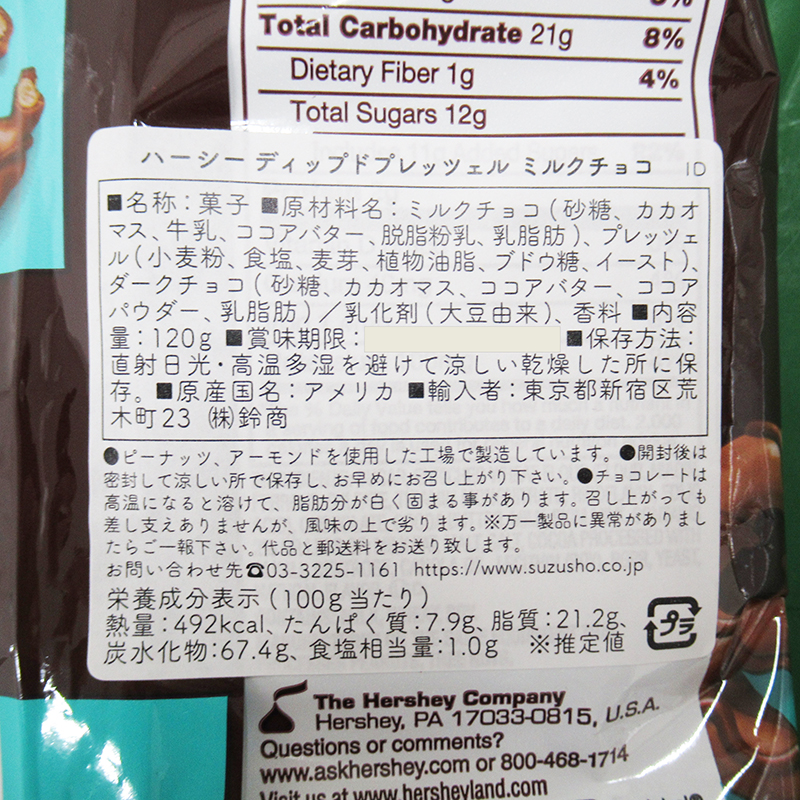 Total Carbohydrate 21g 8%
Dietary Fiber 1g 4%
Total Sugars 12g
ハーシー ディップドプレッツェル ミルクチョコ ID
■名称：菓子 ■原材料名：ミルクチョコ（砂糖、カカオ
マス、牛乳、ココアバター、脱脂粉乳、乳脂肪）、プレッツェ
ル（小麦粉、食塩、麦芽、植物油脂、ブドウ糖、イースト）、
ダークチョコ（砂糖、カカオマス、ココアバター、ココア
パウダー、乳脂肪）／乳化剤（大豆由来）、香料 ■内容
量：120g ■賞味期限： ■保存方法：
直射日光・高温多湿を避けて涼しい乾燥した所に保
存。■原産国名：アメリカ ■輸入者：東京都新宿区荒
木町23 ㈱鈴商
●ピーナッツ、アーモンドを使用した工場で製造しています。●開封後は
密封して涼しい所で保存し、お早めにお召し上がり下さい。●チョコレートは
高温になると溶けて、脂肪分が白く固まる事があります。召し上がっても
差し支えありませんが、風味の上で劣ります。※万一製品に異常がありまし
たらご一報下さい。代品と郵送料をお送り致します。
お問い合わせ先☎03-3225-1161 https://www.suzusho.co.jp
栄養成分表示（100g当たり）
熱量：492kcal、たんぱく質：7.9g、脂質：21.2g、
炭水化物：67.4g、食塩相当量：1.0g ※推定値
プラ
The Hershey Company
Hershey, PA 17033-0815, U.S.A.
Questions or comments?
www.askhershey.com or 800-468-1714
Visit us at www.hersheyland.com